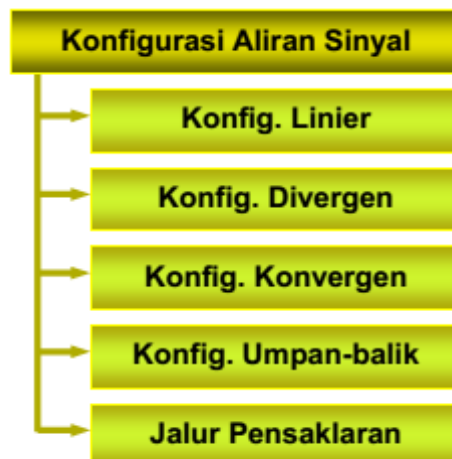 Konfigurasi Aliran Sinyal
Konfig. Linier
Konfig. Divergen
Konfig. Konvergen
Konfig. Umpan-balik
Jalur Pensaklaran